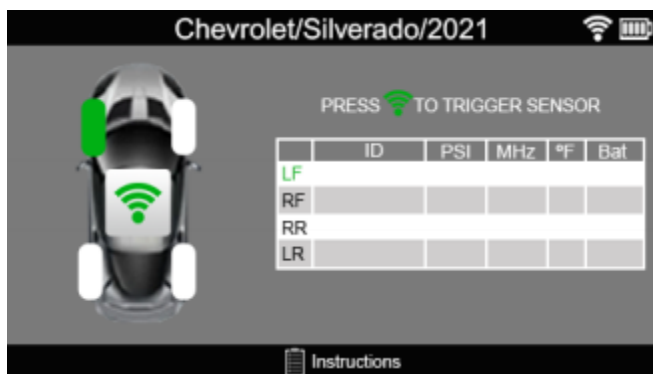 Chevrolet/Silverado/2021
PRESS TO TRIGGER SENSOR
ID PSI MHz °F Bat
LF
RF
RR
LR
Instructions